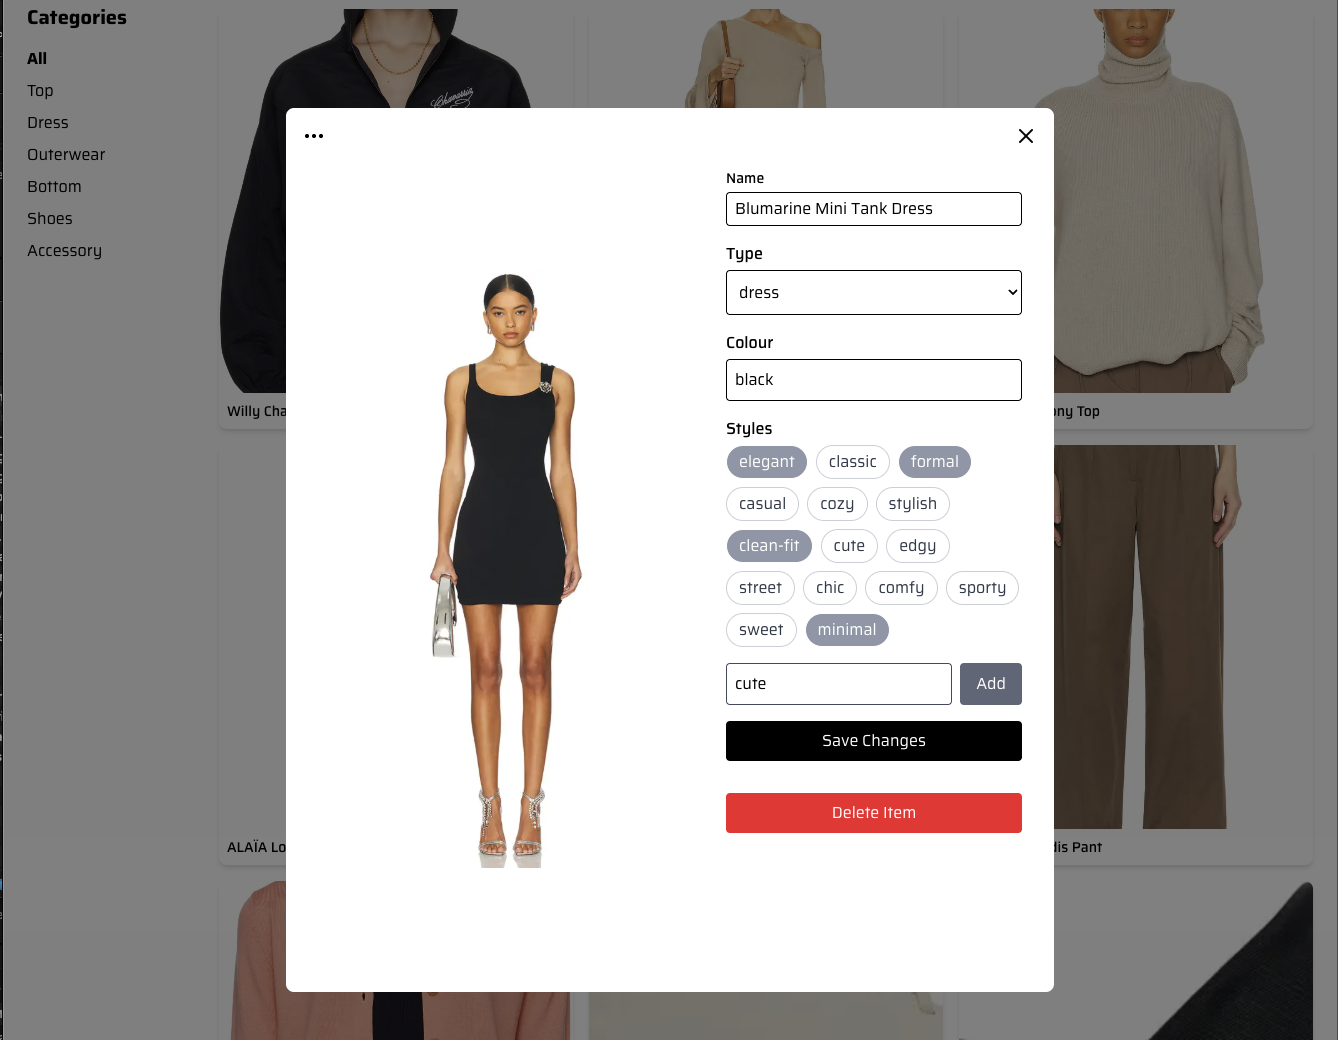 Categories
All
Top
Dress
Outerwear
Bottom
Shoes
Accessory
Willy Cha
ony Top
ALAÏA Lo
dis Pant
Name
Blumarine Mini Tank Dress
Type
dress
Colour
black
Styles
elegant classic formal
casual cozy stylish
clean-fit cute edgy
street chic comfy sporty
sweet minimal
cute Add
Save Changes
Delete Item